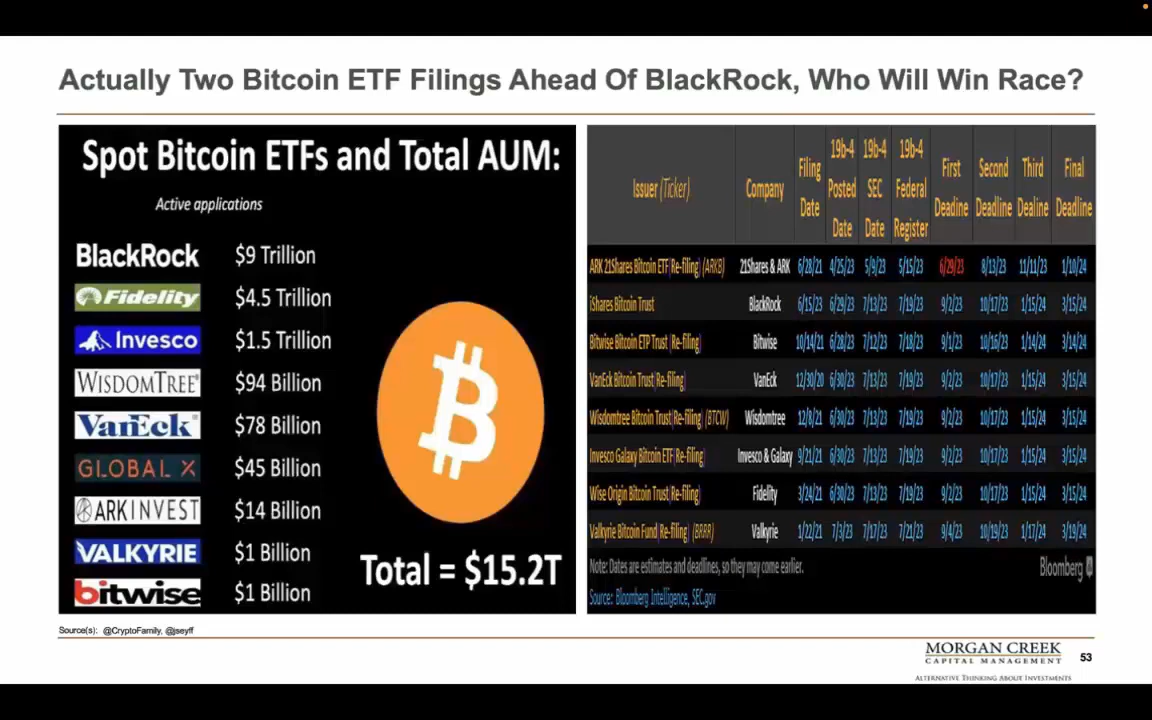 Actually Two Bitcoin ETF Filings Ahead Of BlackRock, Who Will Win Race?
Spot Bitcoin ETFs and Total AUM:
Active applications
BlackRock $9 Trillion
Fidelity $4.5 Trillion
Invesco $1.5 Trillion
WISDOMTREE® $94 Billion
VanEck® $78 Billion
GLOBAL X $45 Billion
ARK INVEST $14 Billion
VALKYRIE $1 Billion
bitwise $1 Billion
Total = $15.2T
Issuer (Ticker) Company Filing Date 19b-4 Posted Date 19b-4 SEC Date 19b-4 Federal Register First Deadine Second Deadline Third Dealine Final Deadline
ARK 21Shares Bitcoin ETF(Re-filing) (ARKB) 21Shares & ARK 6/28/21 4/25/23 5/9/23 5/15/23 6/29/23 8/13/23 11/11/23 1/10/24
iShares Bitcoin Trust BlackRock 6/15/23 6/29/23 7/13/23 7/19/23 9/2/23 10/17/23 1/15/24 3/15/24
Bitwise Bitcoin ETP Trust (Re-filing) Bitwise 10/14/21 6/28/23 7/12/23 7/18/23 9/1/23 10/16/23 1/14/24 3/14/24
VanEck Bitcoin Trust(Re-filing) VanEck 12/30/20 6/30/23 7/13/23 7/19/23 9/2/23 10/17/23 1/15/24 3/15/24
Wisdomtree Bitcoin Trust(Re-filing) (BTCW) Wisdomtree 12/8/21 6/30/23 7/13/23 7/19/23 9/2/23 10/17/23 1/15/24 3/15/24
Invesco Galaxy Bitcoin ETF(Re-filing) Invesco & Galaxy 9/21/21 6/30/23 7/13/23 7/19/23 9/2/23 10/17/23 1/15/24 3/15/24
Wise Origin Bitcoin Trust(Re-filing) Fidelity 3/24/21 6/30/23 7/13/23 7/19/23 9/2/23 10/17/23 1/15/24 3/15/24
Valkyrie Bitcoin Fund(Re-filing) (BRRR) Valkyrie 1/22/21 7/3/23 7/17/23 7/21/23 9/4/23 10/19/23 1/17/24 3/19/24
Note: Dates are estimates and deadlines, so they may come earlier.
Bloomberg
Source: Bloomberg Intelligence, SEC.gov
Source(s): @CryptoFamily, @jseyff
MORGAN CREEK
CAPITAL MANAGEMENT
ALTERNATIVE THINKING ABOUT INVESTMENTS
53